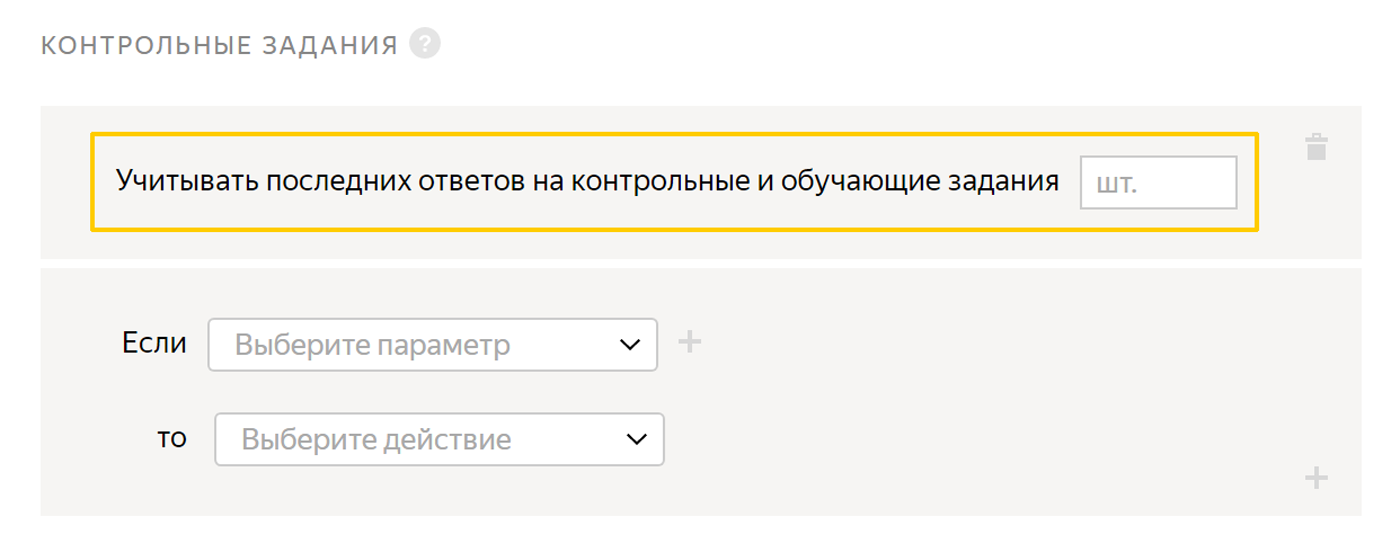 КОНТРОЛЬНЫЕ ЗАДАНИЯ ?
Учитывать последних ответов на контрольные и обучающие задания шт.
Если Выберите параметр +
то Выберите действие
+